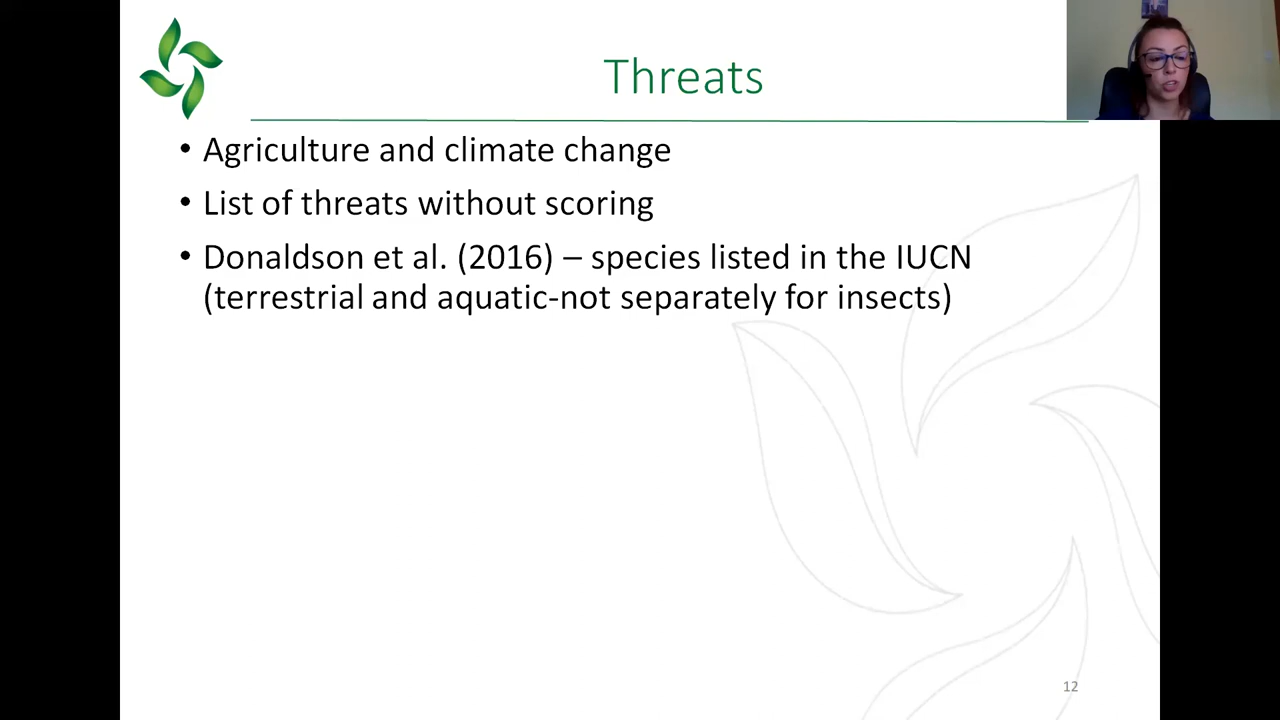 Threats
• Agriculture and climate change
• List of threats without scoring
• Donaldson et al. (2016) – species listed in the IUCN
(terrestrial and aquatic-not separately for insects)
12